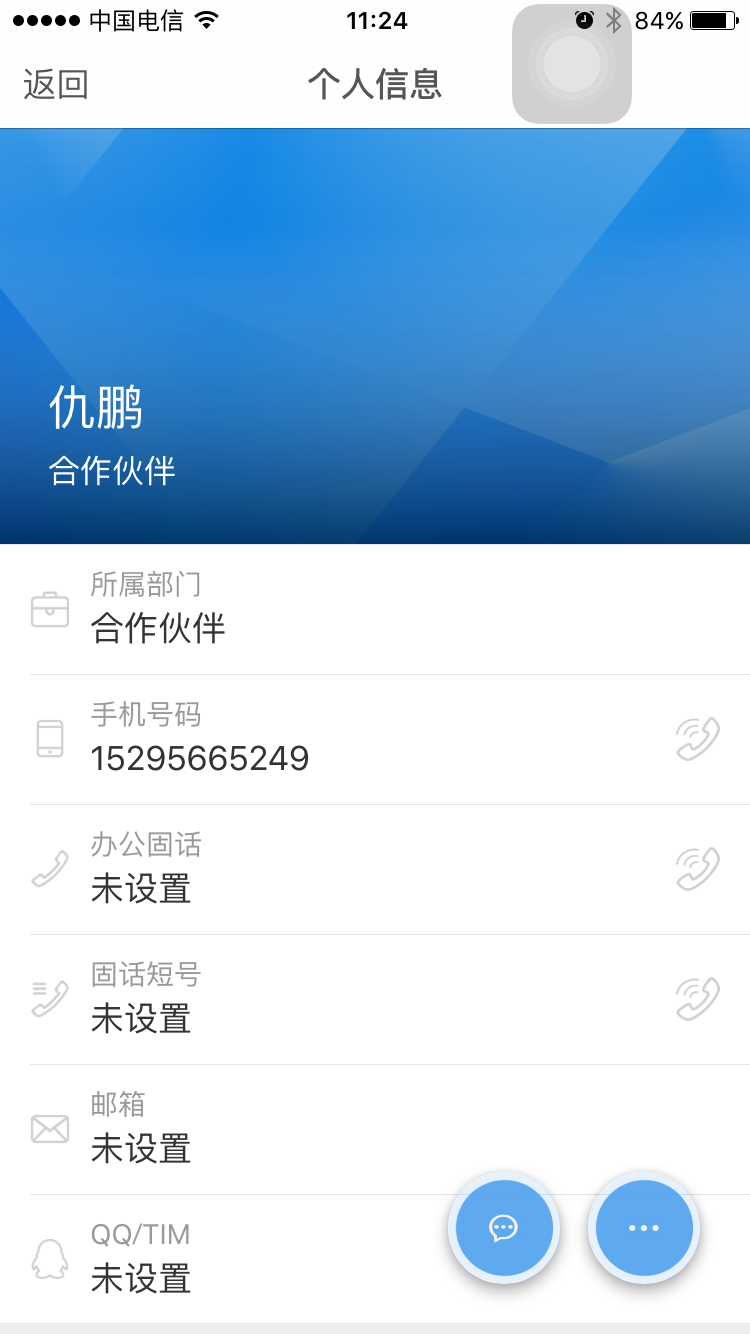 中国电信 11:24 84%
返回 个人信息
仇鹏
合作伙伴
所属部门
合作伙伴
手机号码
15295665249
办公固话
未设置
固话短号
未设置
邮箱
未设置
QQ/TIM
未设置